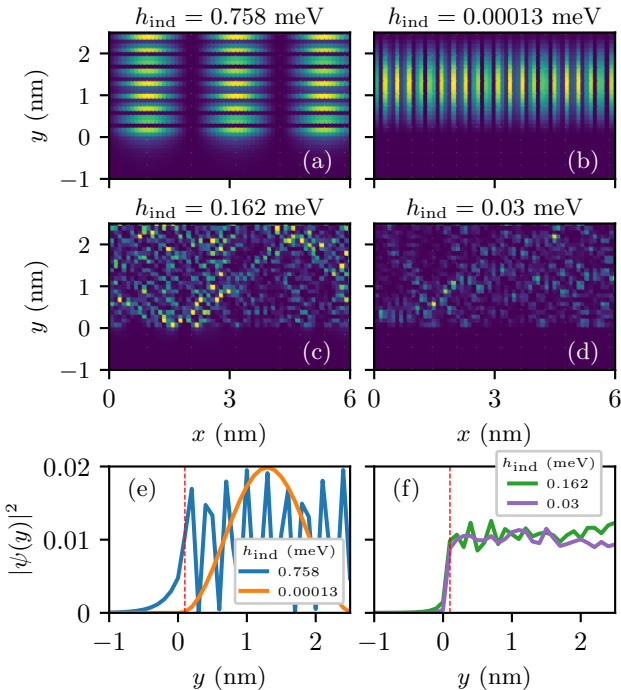 h_ind = 0.758 meV
h_ind = 0.00013 meV
y (nm)
2
1
0
−1
(a)
(b)
h_ind = 0.162 meV
h_ind = 0.03 meV
y (nm)
2
1
0
−1
(c)
(d)
0
3
6
0
3
6
x (nm)
x (nm)
|ψ(y)|²
0.02
0.01
0
(e)
h_ind (meV)
0.758
0.00013
(f)
h_ind (meV)
0.162
0.03
−1
0
1
2
−1
0
1
2
y (nm)
y (nm)